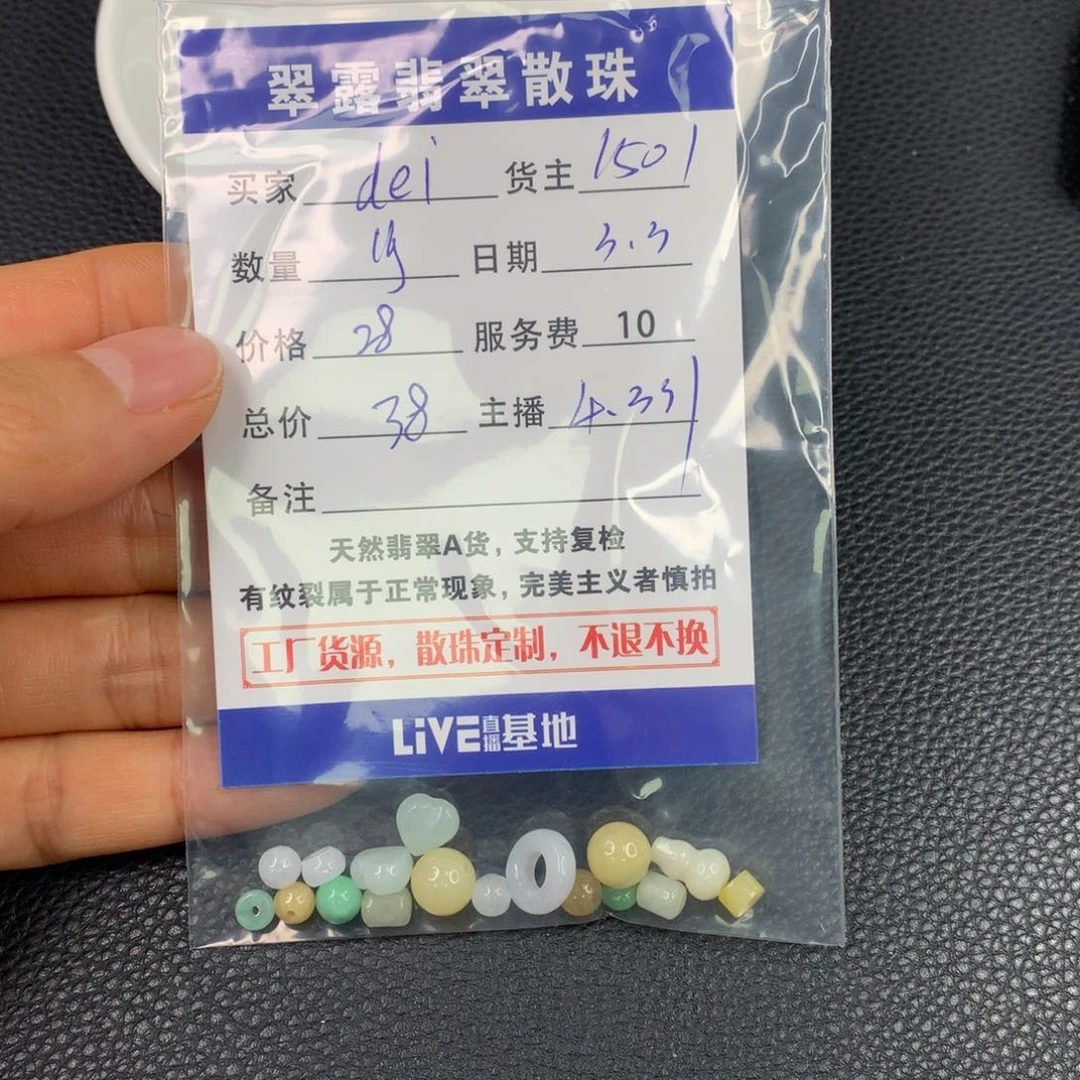 翠露翡翠散珠
买家 dei 货主 1501
数量 日期 3.3
价格 28 服务费 10
总价 38 主播 4.331
备注
天然翡翠A货，支持复检
有纹裂属于正常现象，完美主义者慎拍
工厂货源，散珠定制，不退不换
LiVE直播基地